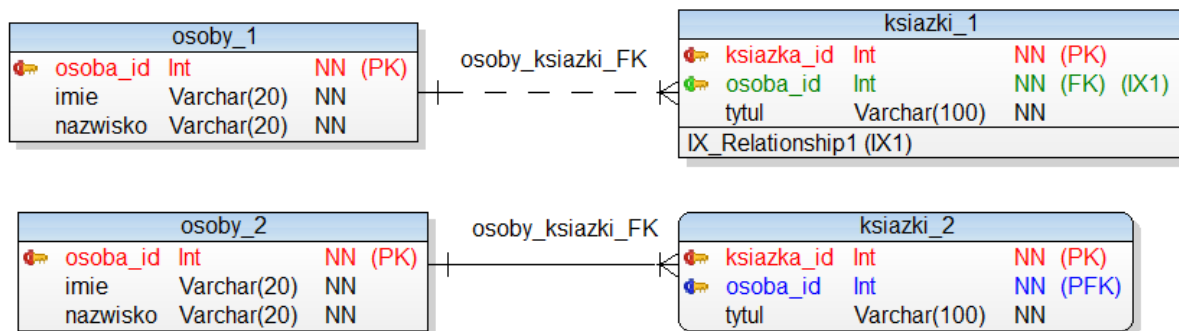 osoby_1
osoba_id Int NN (PK)
imie Varchar(20) NN
nazwisko Varchar(20) NN
osoby_ksiazki_FK
ksiazki_1
ksiazka_id Int NN (PK)
osoba_id Int NN (FK) (IX1)
tytul Varchar(100) NN
IX_Relationship1 (IX1)
osoby_2
osoba_id Int NN (PK)
imie Varchar(20) NN
nazwisko Varchar(20) NN
osoby_ksiazki_FK
ksiazki_2
ksiazka_id Int NN (PK)
osoba_id Int NN (PFK)
tytul Varchar(100) NN